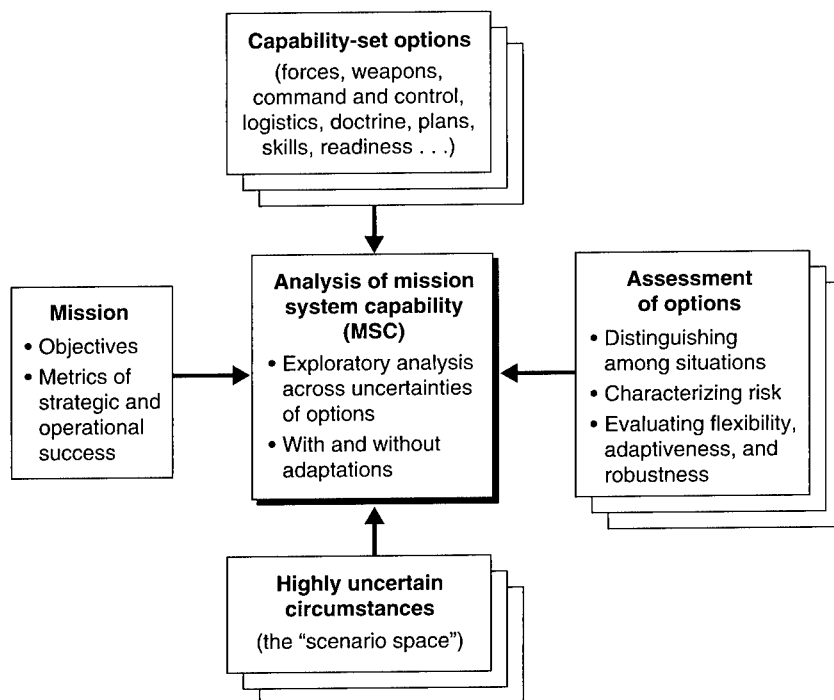 Capability-set options
(forces, weapons,
command and control,
logistics, doctrine, plans,
skills, readiness . . .)
Mission
• Objectives
• Metrics of
strategic and
operational
success
Analysis of mission
system capability
(MSC)
• Exploratory analysis
across uncertainties
of options
• With and without
adaptations
Assessment
of options
• Distinguishing
among situations
• Characterizing risk
• Evaluating flexibility,
adaptiveness, and
robustness
Highly uncertain
circumstances
(the “scenario space”)